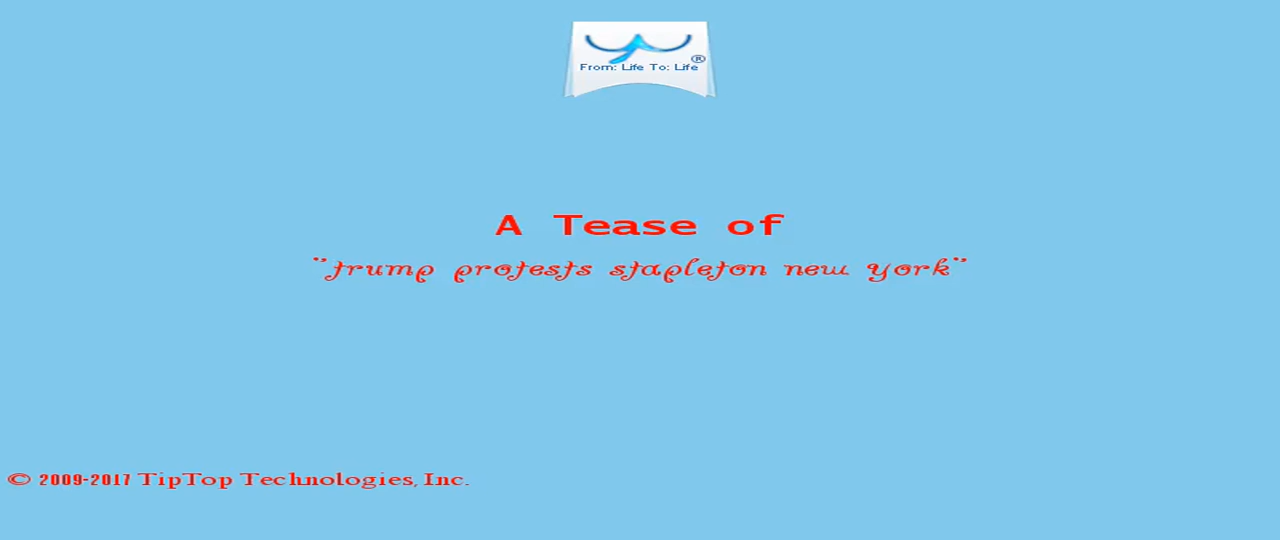 From: Life To: Life ®
A Tease of
"trump protests stapleton new york"
© 2009-2017 TipTop Technologies, Inc.